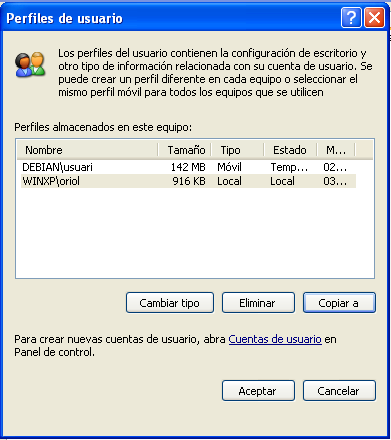 Perfiles de usuario
Los perfiles del usuario contienen la configuración de escritorio y
otro tipo de información relacionada con su cuenta de usuario. Se
puede crear un perfil diferente en cada equipo o seleccionar el
mismo perfil móvil para todos los equipos que se utilicen
Perfiles almacenados en este equipo:
Nombre Tamaño Tipo Estado M...
DEBIAN\usuari 142 MB Móvil Temp... 02...
WINXP\oriol 916 KB Local Local 03...
Cambiar tipo Eliminar Copiar a
Para crear nuevas cuentas de usuario, abra Cuentas de usuario en
Panel de control.
Aceptar Cancelar